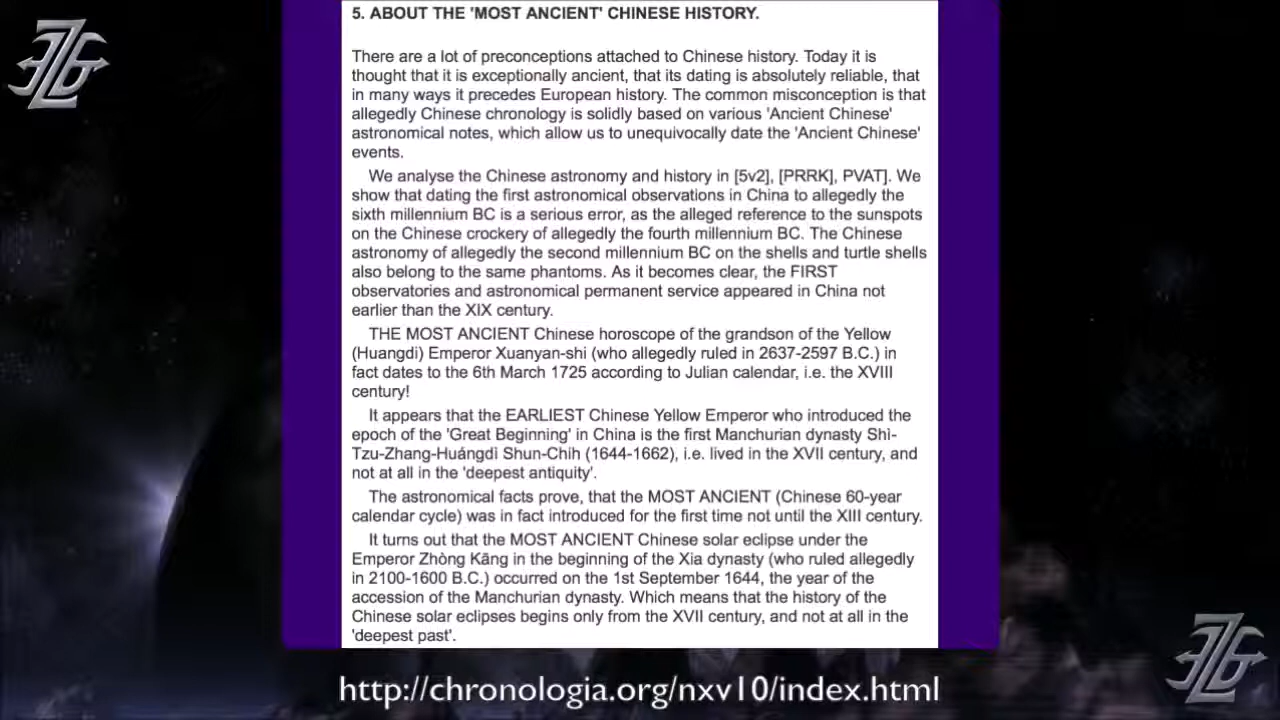 5. ABOUT THE 'MOST ANCIENT' CHINESE HISTORY.
There are a lot of preconceptions attached to Chinese history. Today it is
thought that it is exceptionally ancient, that its dating is absolutely reliable, that
in many ways it precedes European history. The common misconception is that
allegedly Chinese chronology is solidly based on various 'Ancient Chinese'
astronomical notes, which allow us to unequivocally date the 'Ancient Chinese'
events.
We analyse the Chinese astronomy and history in [5v2], [PRRK], PVAT]. We
show that dating the first astronomical observations in China to allegedly the
sixth millennium BC is a serious error, as the alleged reference to the sunspots
on the Chinese crockery of allegedly the fourth millennium BC. The Chinese
astronomy of allegedly the second millennium BC on the shells and turtle shells
also belong to the same phantoms. As it becomes clear, the FIRST
observatories and astronomical permanent service appeared in China not
earlier than the XIX century.
THE MOST ANCIENT Chinese horoscope of the grandson of the Yellow
(Huangdi) Emperor Xuanyan-shi (who allegedly ruled in 2637-2597 B.C.) in
fact dates to the 6th March 1725 according to Julian calendar, i.e. the XVIII
century!
It appears that the EARLIEST Chinese Yellow Emperor who introduced the
epoch of the 'Great Beginning' in China is the first Manchurian dynasty Shi-
Tzu-Zhang-Huángdì Shun-Chih (1644-1662), i.e. lived in the XVII century, and
not at all in the 'deepest antiquity'.
The astronomical facts prove, that the MOST ANCIENT (Chinese 60-year
calendar cycle) was in fact introduced for the first time not until the XIII century.
It turns out that the MOST ANCIENT Chinese solar eclipse under the
Emperor Zhòng Kāng in the beginning of the Xia dynasty (who ruled allegedly
in 2100-1600 B.C.) occurred on the 1st September 1644, the year of the
accession of the Manchurian dynasty. Which means that the history of the
Chinese solar eclipses begins only from the XVII century, and not at all in the
'deepest past'.
http://chronologia.org/nxv10/index.html